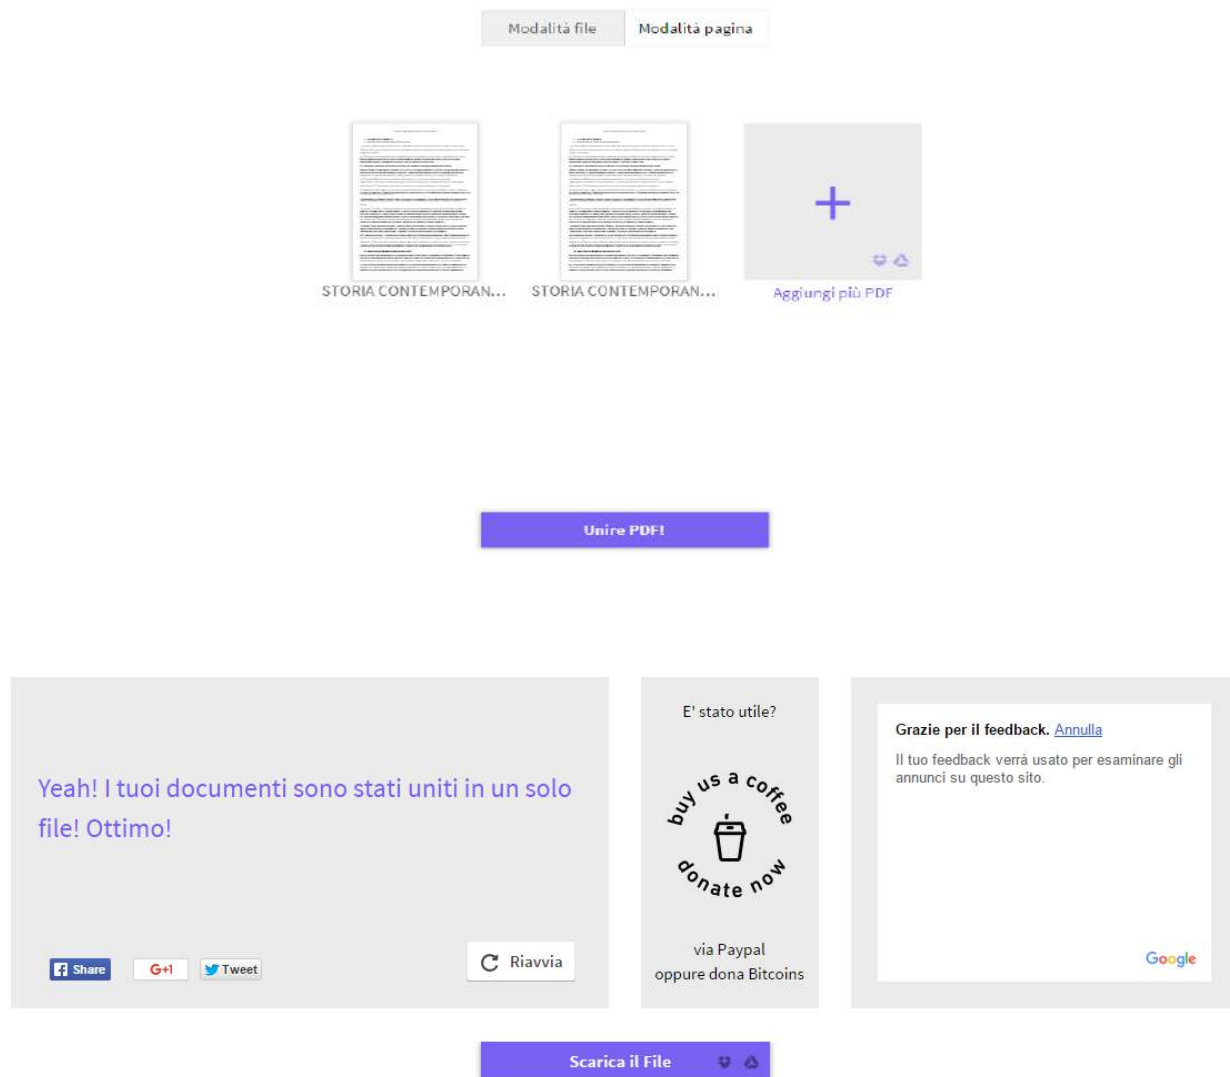 Modalità file
Modalità pagina
STORIA CONTEMPORAN...
STORIA CONTEMPORAN...
Aggiungi più PDF
Unire PDF!
Yeah! I tuoi documenti sono stati uniti in un solo
file! Ottimo!
Share
G+1
Tweet
Riavvia
E' stato utile?
buy us a coffee
donate now
via Paypal
oppure dona Bitcoins
Grazie per il feedback. Annulla
Il tuo feedback verrà usato per esaminare gli
annunci su questo sito.
Google
Scarica il File